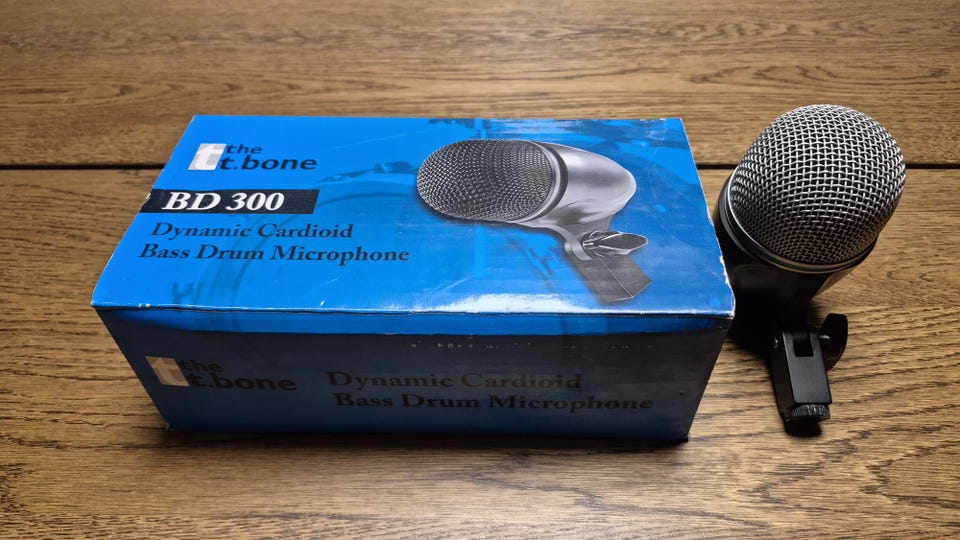 the
t.bone
BD 300
Dynamic Cardioid
Bass Drum Microphone
the
t.bone
Dynamic Cardioid
Bass Drum Microphone